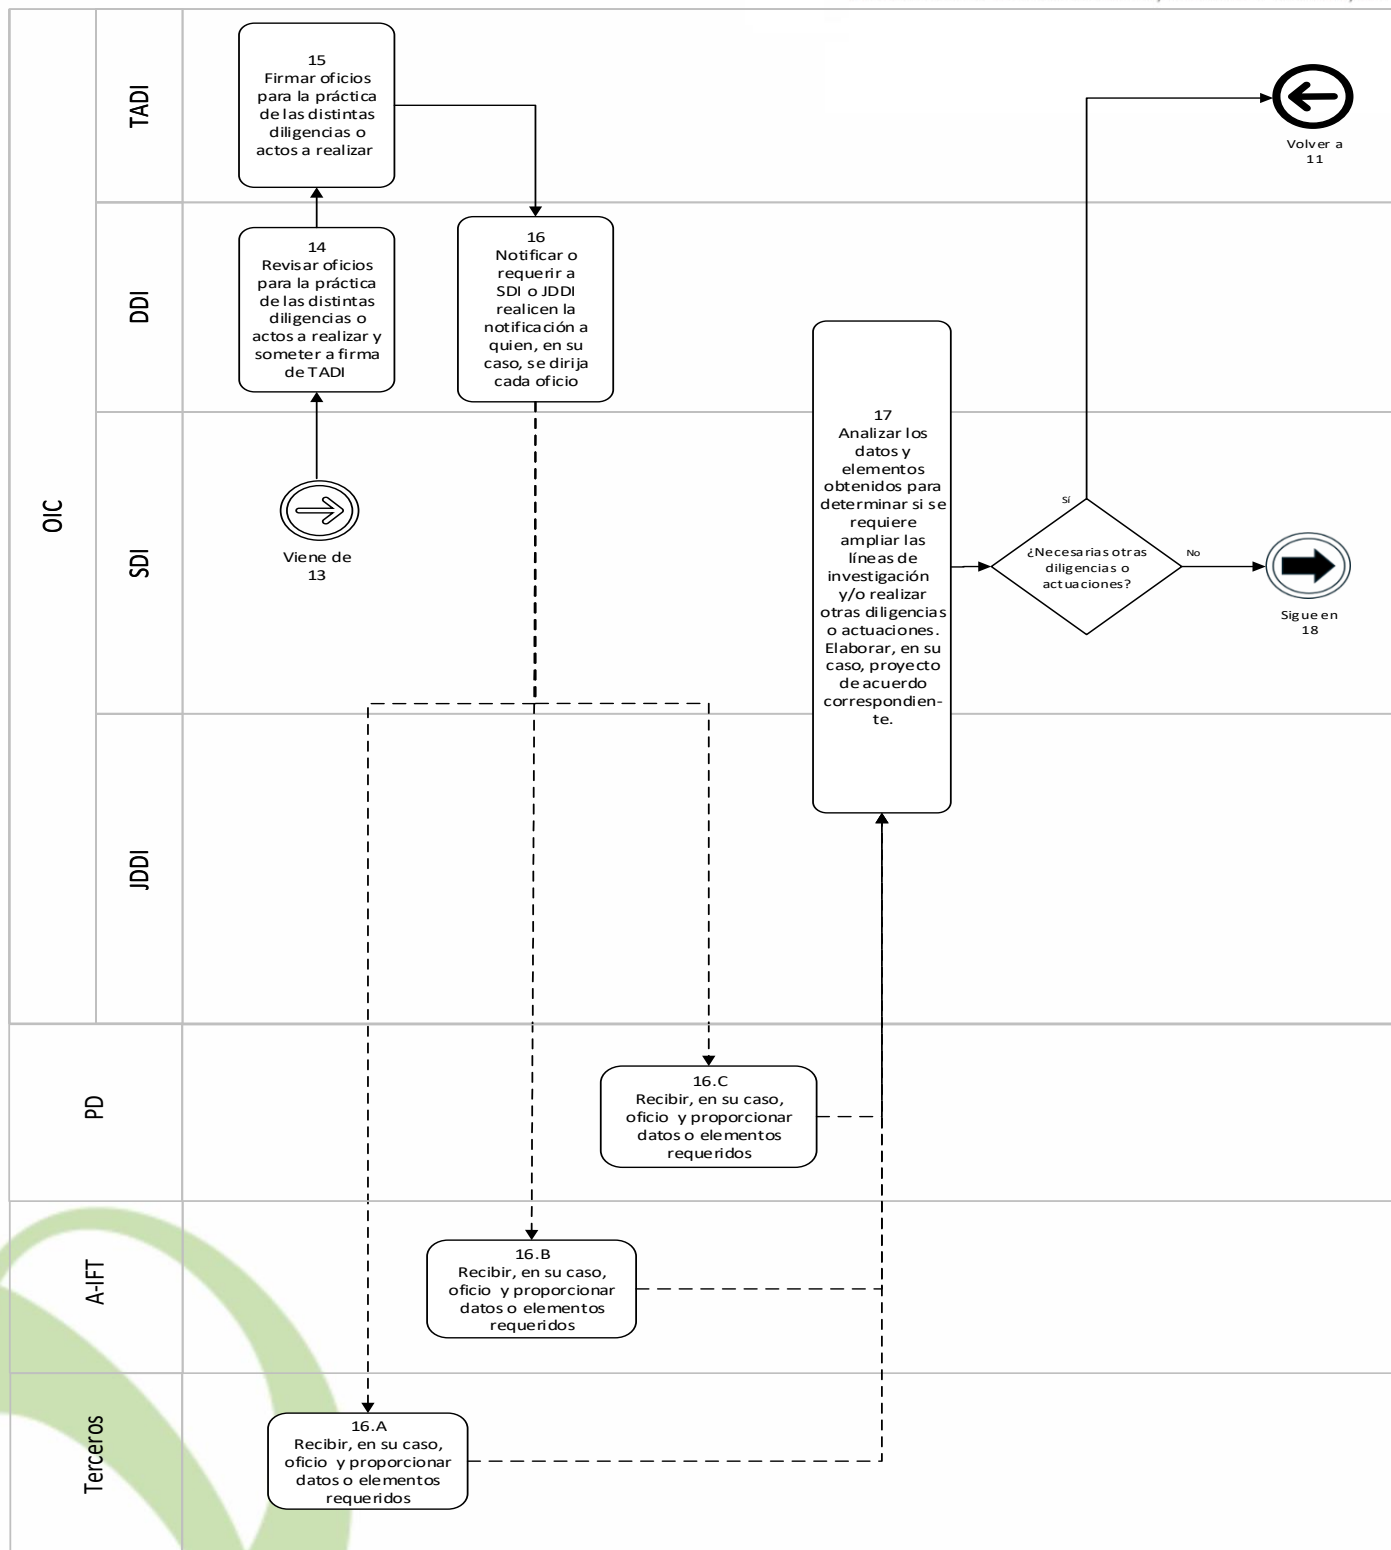 OIC
TADI
15
Firmar oficios
para la práctica
de las distintas
diligencias o
actos a realizar
Volver a
11
DDI
14
Revisar oficios
para la práctica
de las distintas
diligencias o
actos a realizar y
someter a firma
de TADI
16
Notificar o
requerir a
SDI o JDDI
realicen la
notificación a
quien, en su
caso, se dirija
cada oficio
SDI
Viene de
13
17
Analizar los
datos y
elementos
obtenidos para
determinar si se
requiere
ampliar las
líneas de
investigación
y/o realizar
otras diligencias
o actuaciones.
Elaborar, en su
caso, proyecto
de acuerdo
correspondien-
te.
Sí
¿Necesarias otras
diligencias o
actuaciones?
No
Sigue en
18
JDDI
PD
16.C
Recibir, en su caso,
oficio y proporcionar
datos o elementos
requeridos
A-IFT
16.B
Recibir, en su caso,
oficio y proporcionar
datos o elementos
requeridos
Terceros
16.A
Recibir, en su caso,
oficio y proporcionar
datos o elementos
requeridos